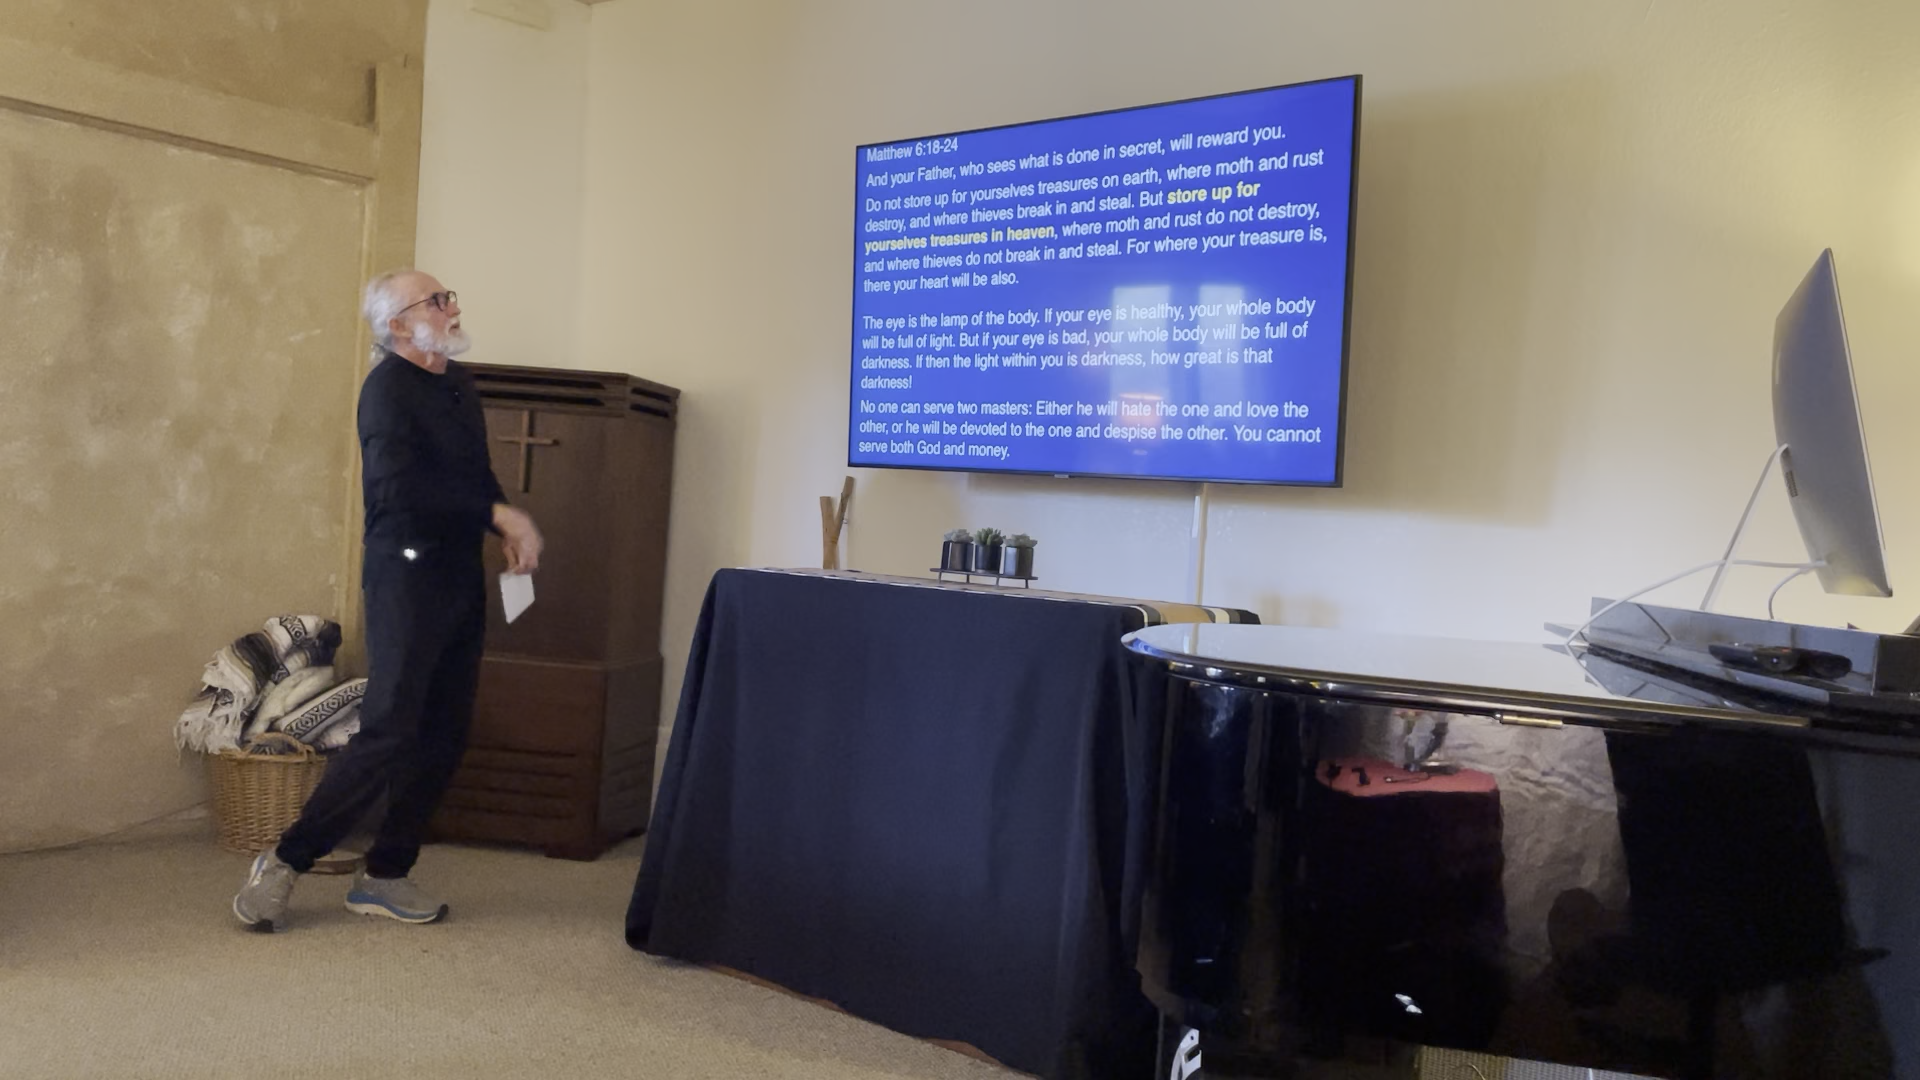 Matthew 6:18-24
And your Father, who sees what is done in secret, will reward you.
Do not store up for yourselves treasures on earth, where moth and rust
destroy, and where thieves break in and steal. But store up for
yourselves treasures in heaven, where moth and rust do not destroy,
and where thieves do not break in and steal. For where your treasure is,
there your heart will be also.
The eye is the lamp of the body. If your eye is healthy, your whole body
will be full of light. But if your eye is bad, your whole body will be full of
darkness. If then the light within you is darkness, how great is that
darkness!
No one can serve two masters: Either he will hate the one and love the
other, or he will be devoted to the one and despise the other. You cannot
serve both God and money.